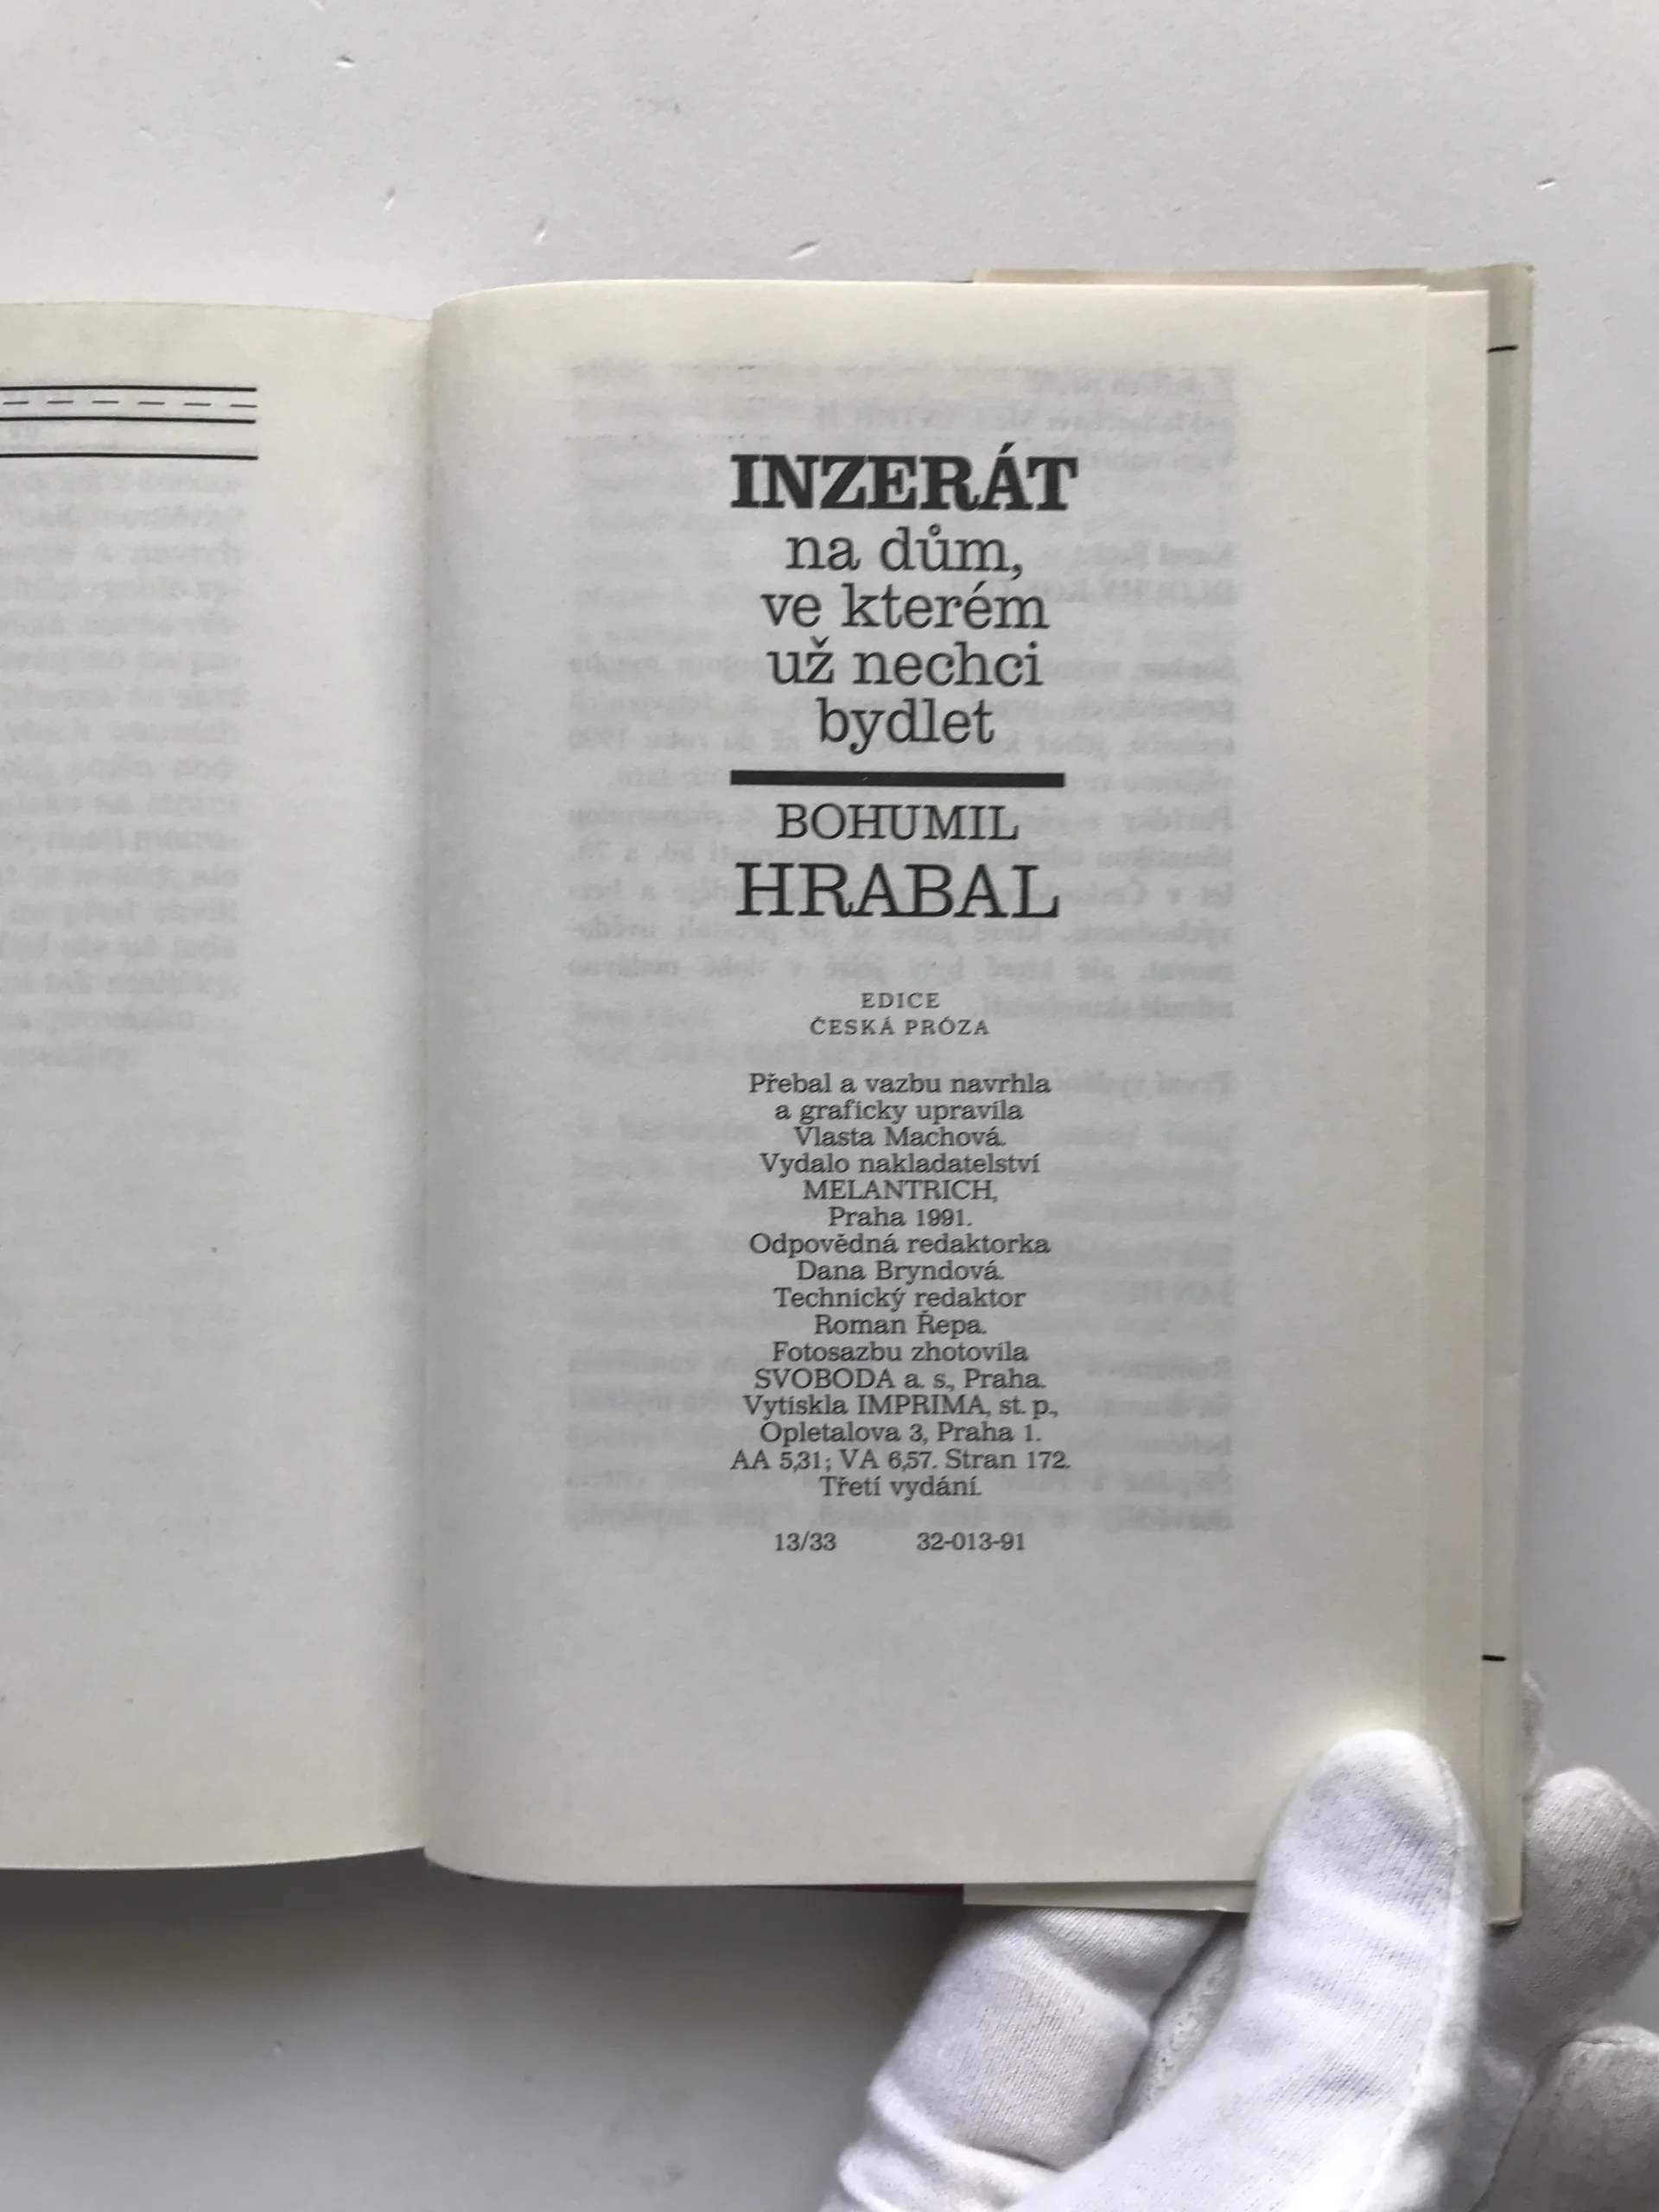 INZERÁT
na dům,
ve kterém
už nechci
bydlet
BOHUMIL
HRABAL
EDICE
ČESKÁ PRÓZA
Přebal a vazbu navrhla
a graficky upravila
Vlasta Machová.
Vydalo nakladatelství
MELANTRICH,
Praha 1991.
Odpovědná redaktorka
Dana Bryndová.
Technický redaktor
Roman Řepa.
Fotosazbu zhotovila
SVOBODA a. s., Praha.
Vytiskla IMPRIMA, st. p.,
Opletalova 3, Praha 1.
AA 5,31; VA 6,57. Stran 172.
Třetí vydání.
13/33 32-013-91